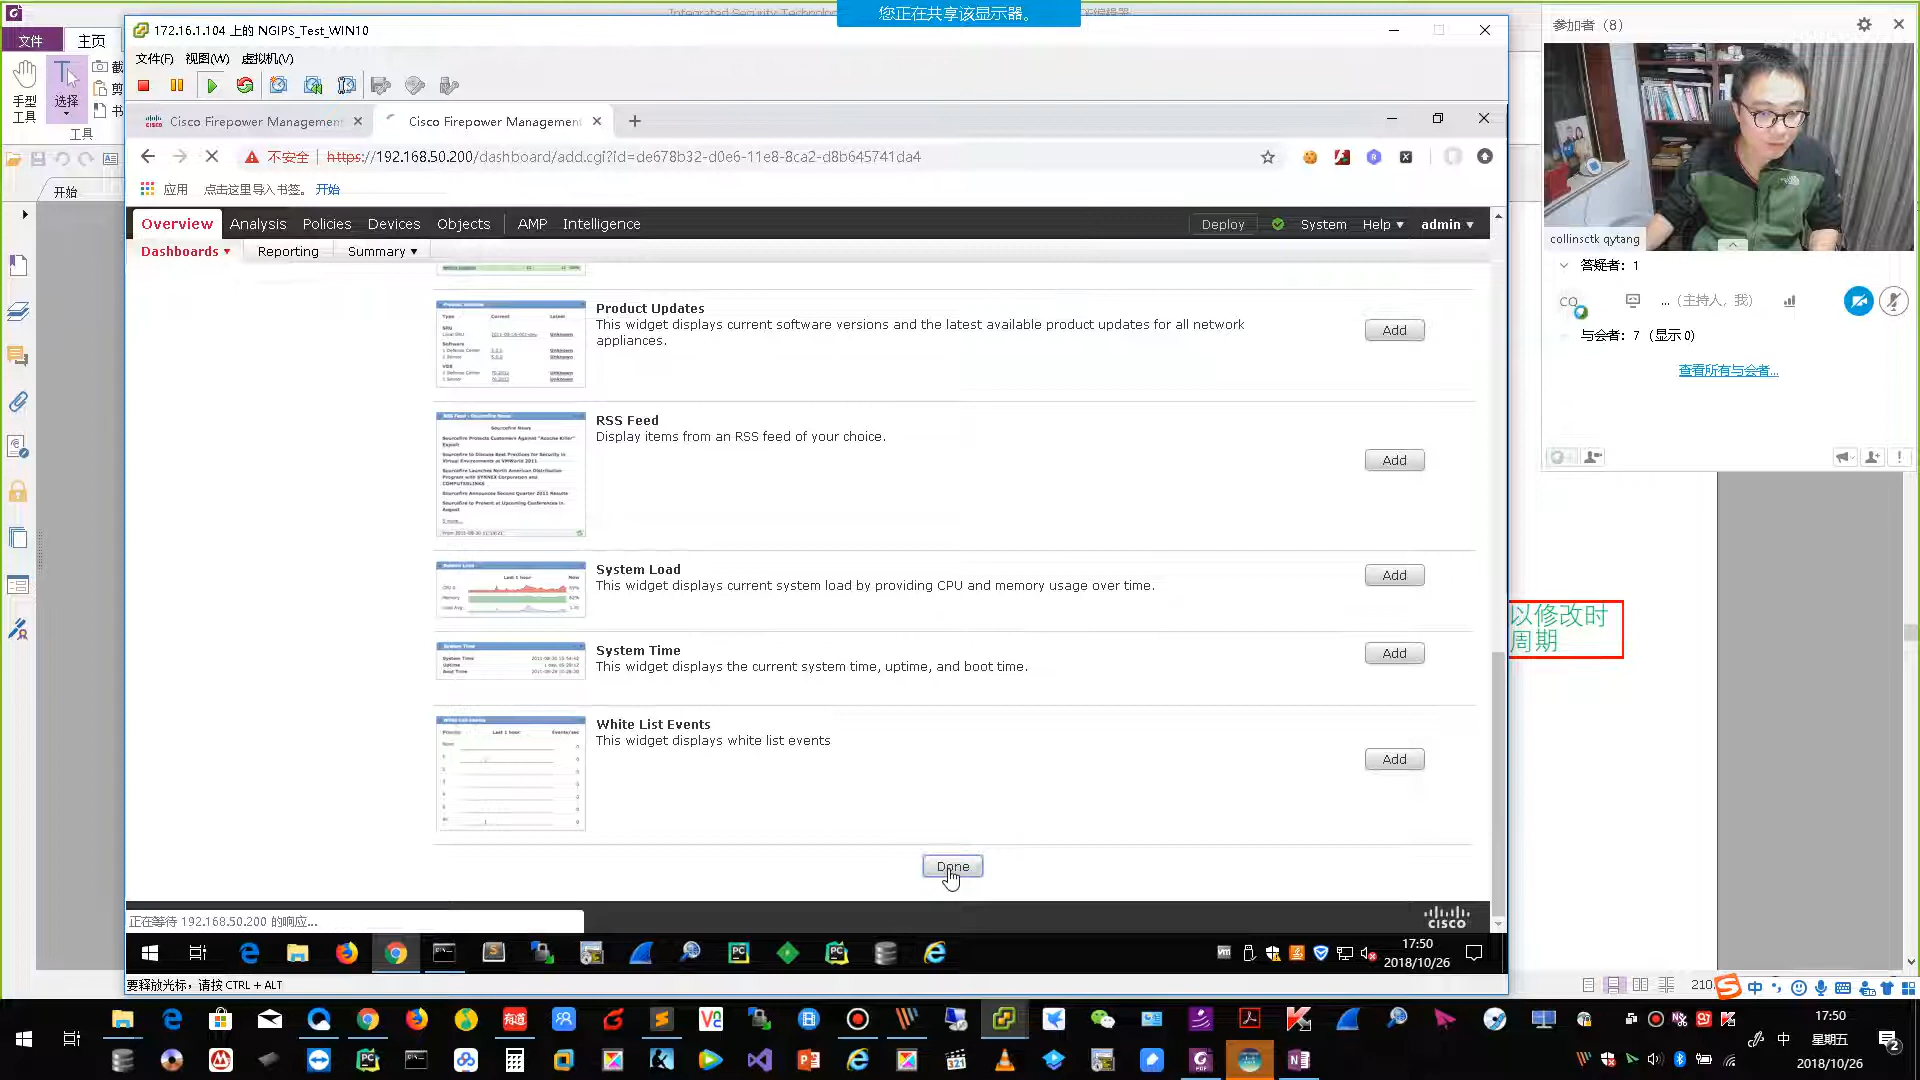 您正在共享该显示器。
172.16.1.104 上的 NGIPS_Test_WIN10
文件 主页
文件(F) 视图(W) 虚拟机(V)
手型工具
选择
工具
开始
Cisco Firepower Management
Cisco Firepower Management
不安全 | https://192.168.50.200/dashboard/add.cgi?id=de678b32-d0e6-11e8-8ca2-d8b645741da4
应用 点击这里导入书签。 开始
Overview Analysis Policies Devices Objects AMP Intelligence Deploy System Help admin
Dashboards Reporting Summary
Product Updates
This widget displays current software versions and the latest available product updates for all network
appliances.
Add
RSS Feed
Display items from an RSS feed of your choice.
Add
System Load
This widget displays current system load by providing CPU and memory usage over time.
Add
System Time
This widget displays the current system time, uptime, and boot time.
Add
White List Events
This widget displays white list events
Add
Done
正在等待 192.168.50.200 的响应...
CISCO
17:50
2018/10/26
要释放光标，请按 CTRL + ALT
参加者 (8)
collinsctk qytang
答疑者: 1
CQ ... (主持人，我)
与会者: 7 (显示 0)
查看所有与会者...
以修改时
周期
210.
中
17:50
星期五
2018/10/26